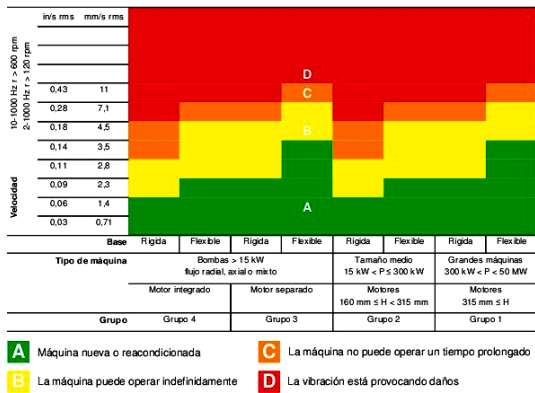 in/s rms mm/s rms
10-1000 Hz r > 600 rpm
2-1000 Hz r > 120 rpm
Velocidad
D
0,43 11 C
0,28 7,1
0,18 4,5 B
0,14 3,5
0,11 2,8
0,09 2,3
0,06 1,4 A
0,03 0,71
Base Rígida Flexible Rígida Flexible Rígida Flexible Rígida Flexible
Tipo de máquina Bombas > 15 kW Tamaño medio Grandes máquinas
flujo radial, axial o mixto 15 kW < P ≤ 300 kW 300 kW < P < 50 MW
Motor integrado Motor separado Motores Motores
160 mm ≤ H < 315 mm 315 mm ≤ H
Grupo Grupo 4 Grupo 3 Grupo 2 Grupo 1
A Máquina nueva o reacondicionada
C La máquina no puede operar un tiempo prolongado
B La máquina puede operar indefinidamente
D La vibración está provocando daños